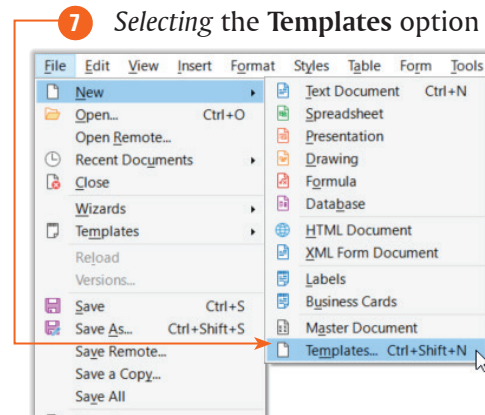 7 Selecting the Templates option
File Edit View Insert Format Styles Table Form Tools
New
Open... Ctrl+O
Open Remote...
Recent Documents
Close
Wizards
Templates
Reload
Versions...
Save Ctrl+S
Save As... Ctrl+Shift+S
Save Remote...
Save a Copy...
Save All
Text Document Ctrl+N
Spreadsheet
Presentation
Drawing
Formula
Database
HTML Document
XML Form Document
Labels
Business Cards
Master Document
Templates... Ctrl+Shift+N